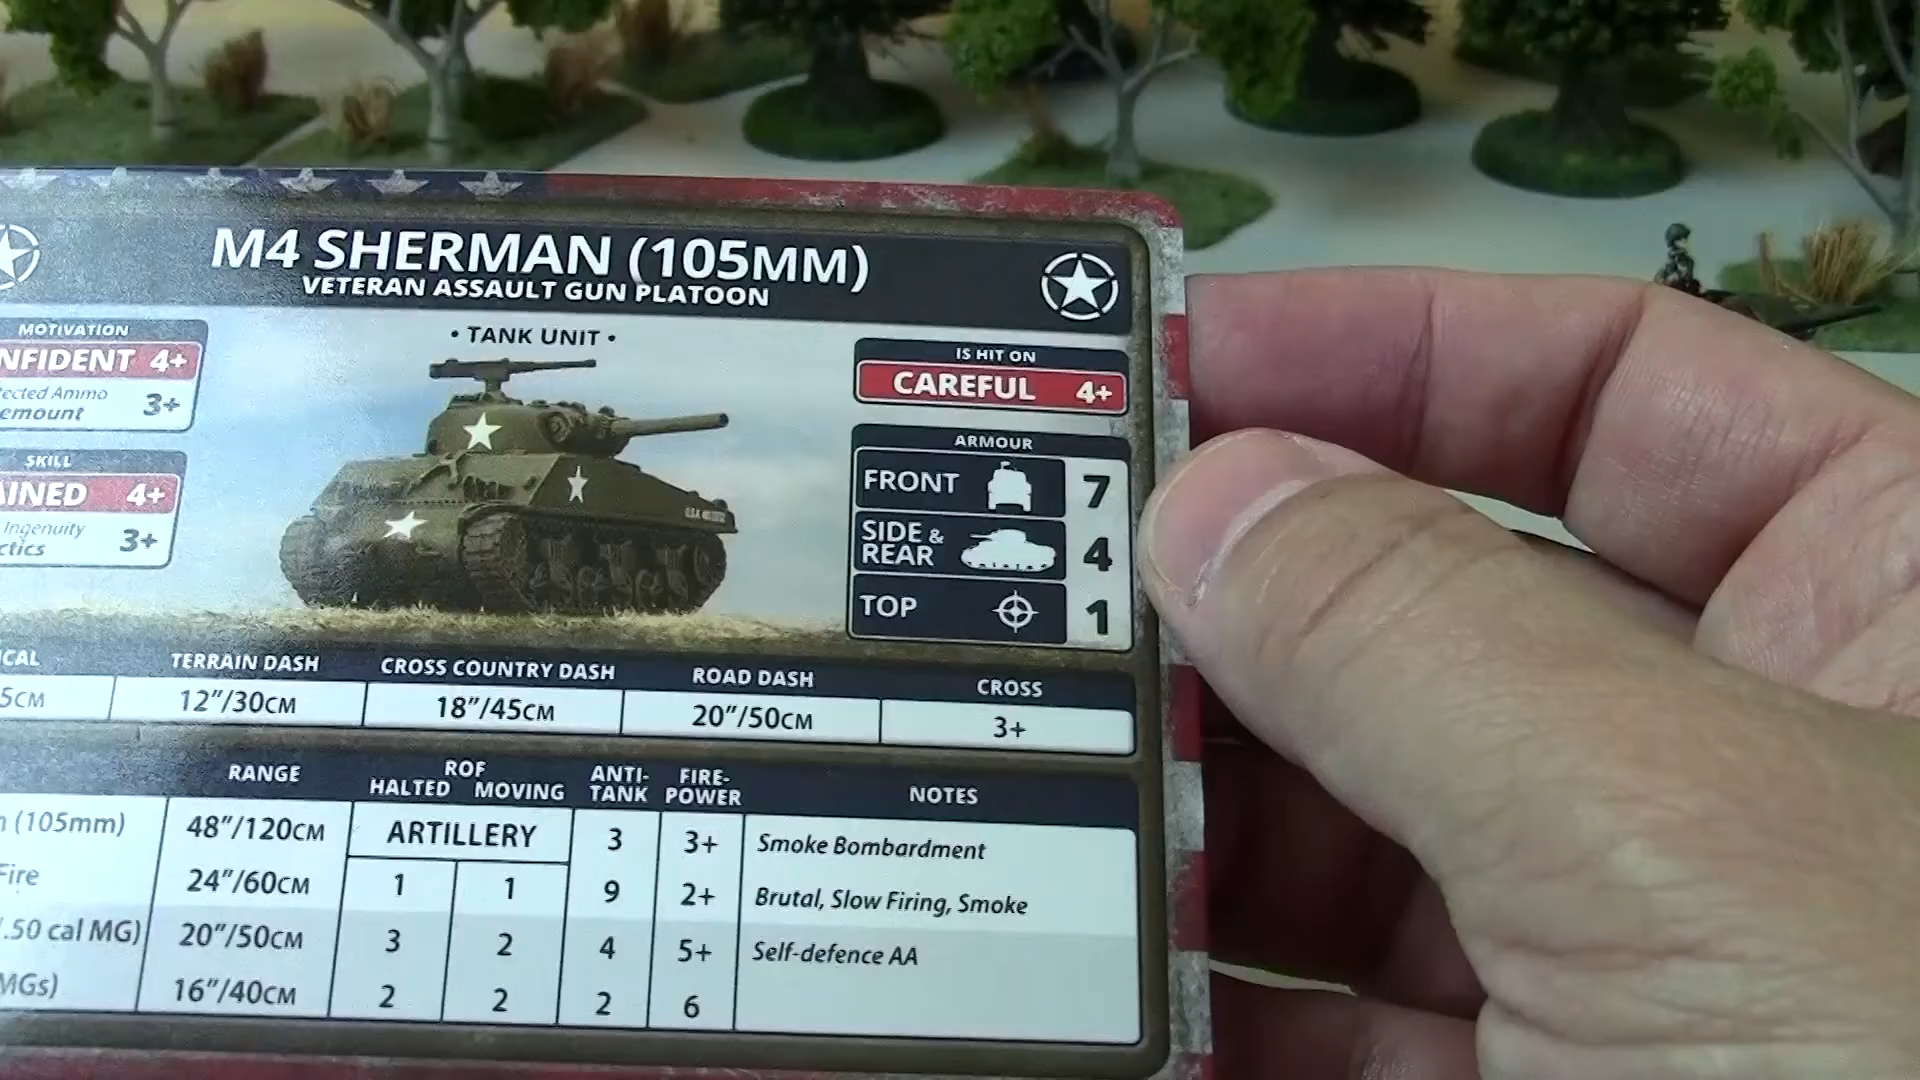 M4 SHERMAN (105MM)
VETERAN ASSAULT GUN PLATOON
• TANK UNIT •
MOTIVATION
NFIDENT 4+
ected Ammo
emount 3+
SKILL
AINED 4+
Ingenuity
ctics 3+
IS HIT ON
CAREFUL 4+
ARMOUR
FRONT 7
SIDE &
REAR 4
TOP 1
ICAL TERRAIN DASH CROSS COUNTRY DASH ROAD DASH CROSS
5CM 12"/30CM 18"/45CM 20"/50CM 3+
RANGE ROF HALTED MOVING ANTI-TANK FIRE-POWER NOTES
n (105mm) 48"/120CM ARTILLERY 3 3+ Smoke Bombardment
Fire 24"/60CM 1 1 9 2+ Brutal, Slow Firing, Smoke
.50 cal MG) 20"/50CM 3 2 4 5+ Self-defence AA
MGs) 16"/40CM 2 2 2 6